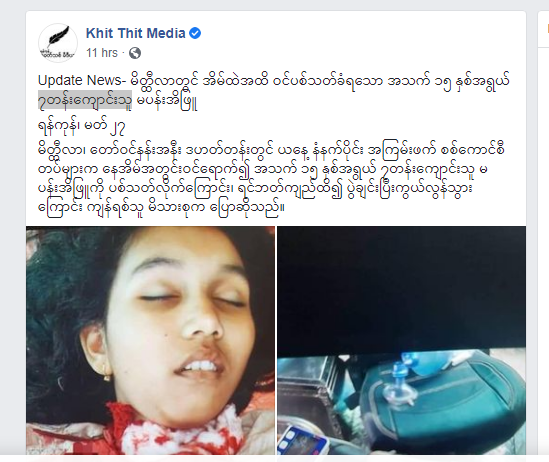 Khit Thit Media
11 hrs ·
Update News- မိတ္ထီလာတွင် အိမ်ထဲအထိ ဝင်ပစ်သတ်ခံရသော အသက် ၁၅ နှစ်အရွယ်
၇တန်းကျောင်းသူ မပန်းအိဖြူ
ရန်ကုန်၊ မတ် ၂၇
မိတ္ထီလာ၊ တော်ဝင်နန်းအနီး ဒဟတ်တန်းတွင် ယနေ့ နံနက်ပိုင်း အကြမ်းဖက် စစ်ကောင်စီ
တပ်များက နေအိမ်အတွင်းဝင်ရောက်၍ အသက် ၁၅ နှစ်အရွယ် ၇တန်းကျောင်းသူ မ
ပန်းအိဖြူကို ပစ်သတ်လိုက်ကြောင်း၊ ရင်ဘတ်ကျည်ထိ၍ ပွဲချင်းပြီးကွယ်လွန်သွား
ကြောင်း ကျန်ရစ်သူ မိသားစုက ပြောဆိုသည်။